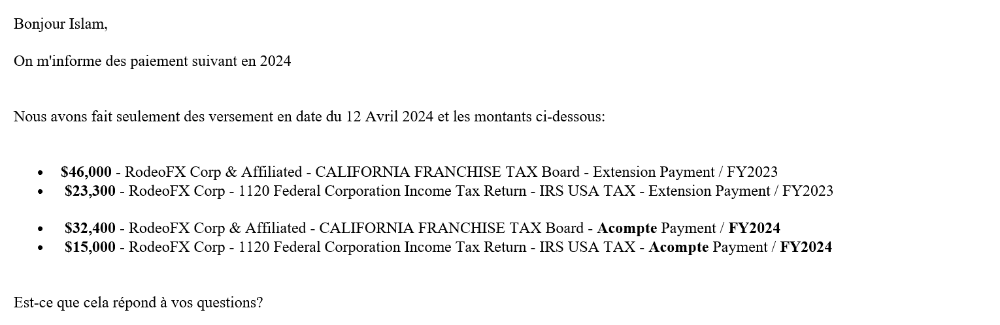 Bonjour Islam,
On m'informe des paiement suivant en 2024
Nous avons fait seulement des versement en date du 12 Avril 2024 et les montants ci-dessous:
• $46,000 - RodeoFX Corp & Affiliated - CALIFORNIA FRANCHISE TAX Board - Extension Payment / FY2023
• $23,300 - RodeoFX Corp - 1120 Federal Corporation Income Tax Return - IRS USA TAX - Extension Payment / FY2023
• $32,400 - RodeoFX Corp & Affiliated - CALIFORNIA FRANCHISE TAX Board - Acompte Payment / FY2024
• $15,000 - RodeoFX Corp - 1120 Federal Corporation Income Tax Return - IRS USA TAX - Acompte Payment / FY2024
Est-ce que cela répond à vos questions?